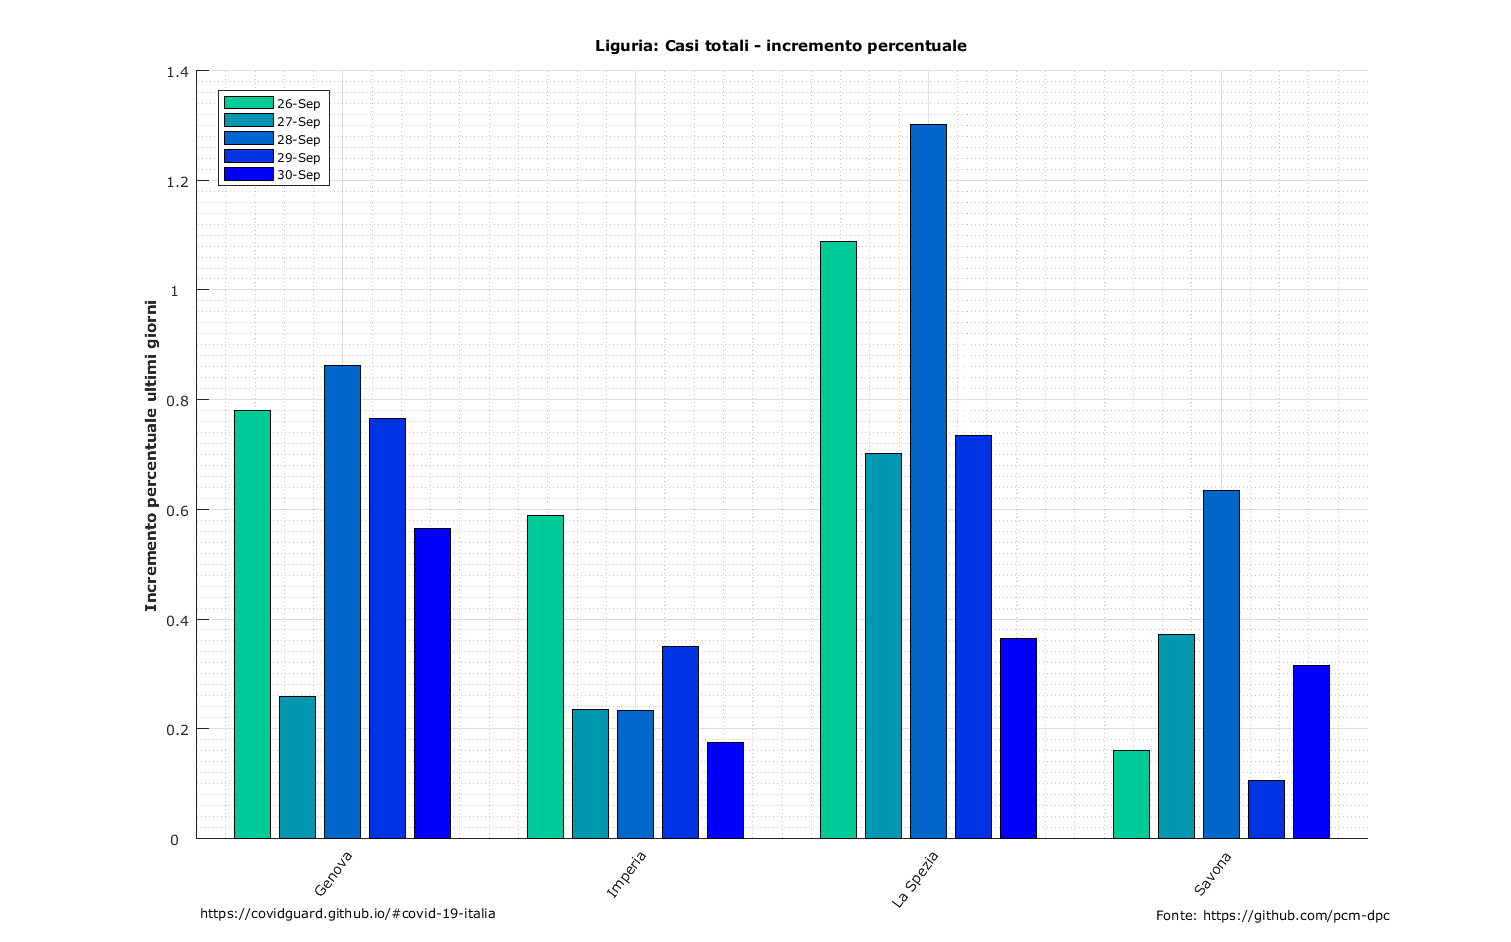 Liguria: Casi totali - incremento percentuale
1.4
1.2
1
0.8
0.6
0.4
0.2
0
Incremento percentuale ultimi giorni
26-Sep
27-Sep
28-Sep
29-Sep
30-Sep
Genova
Imperia
La Spezia
Savona
https://covidguard.github.io/#covid-19-italia
Fonte: https://github.com/pcm-dpc